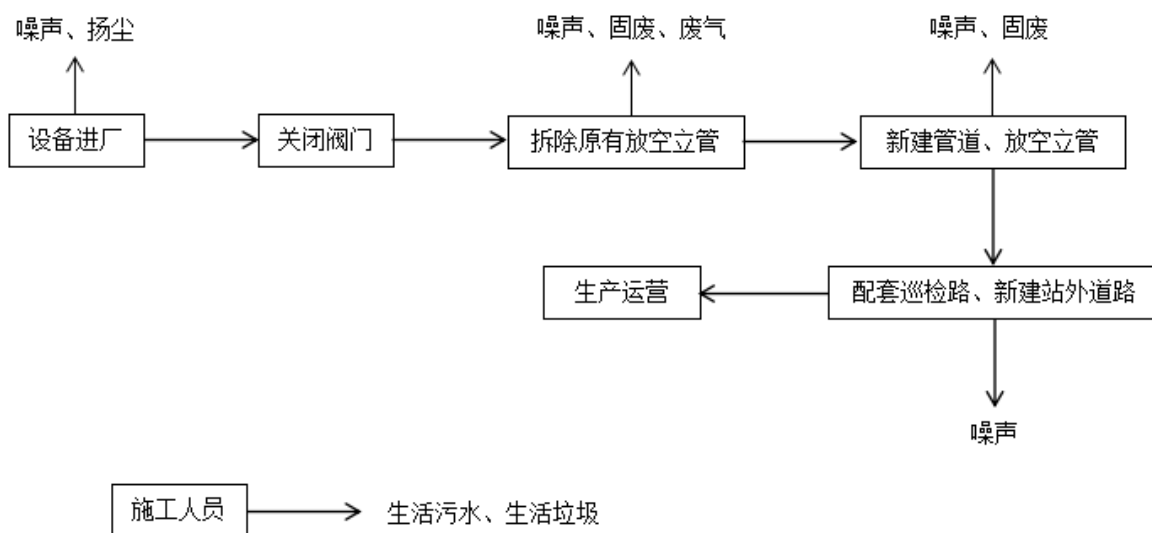 噪声、扬尘
噪声、固废、废气
噪声、固废
设备进厂
关闭阀门
拆除原有放空立管
新建管道、放空立管
生产运营
配套巡检路、新建站外道路
噪声
施工人员
生活污水、生活垃圾